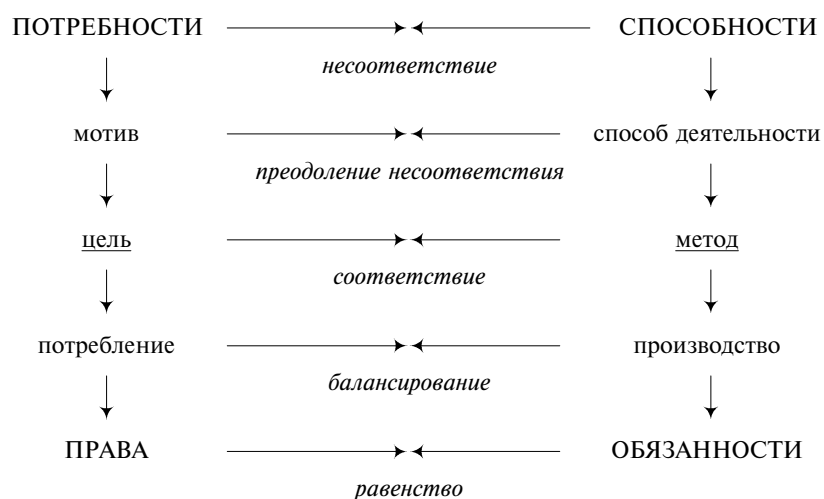 ПОТРЕБНОСТИ СПОСОБНОСТИ
несоответствие
мотив способ деятельности
преодоление несоответствия
цель метод
соответствие
потребление производство
балансирование
ПРАВА ОБЯЗАННОСТИ
равенство